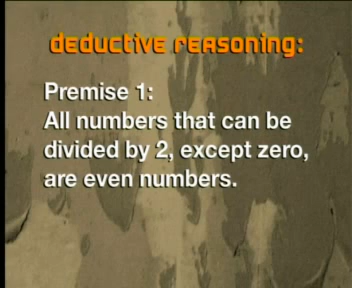 deductive reasoning:
Premise 1:
All numbers that can be
divided by 2, except zero,
are even numbers.